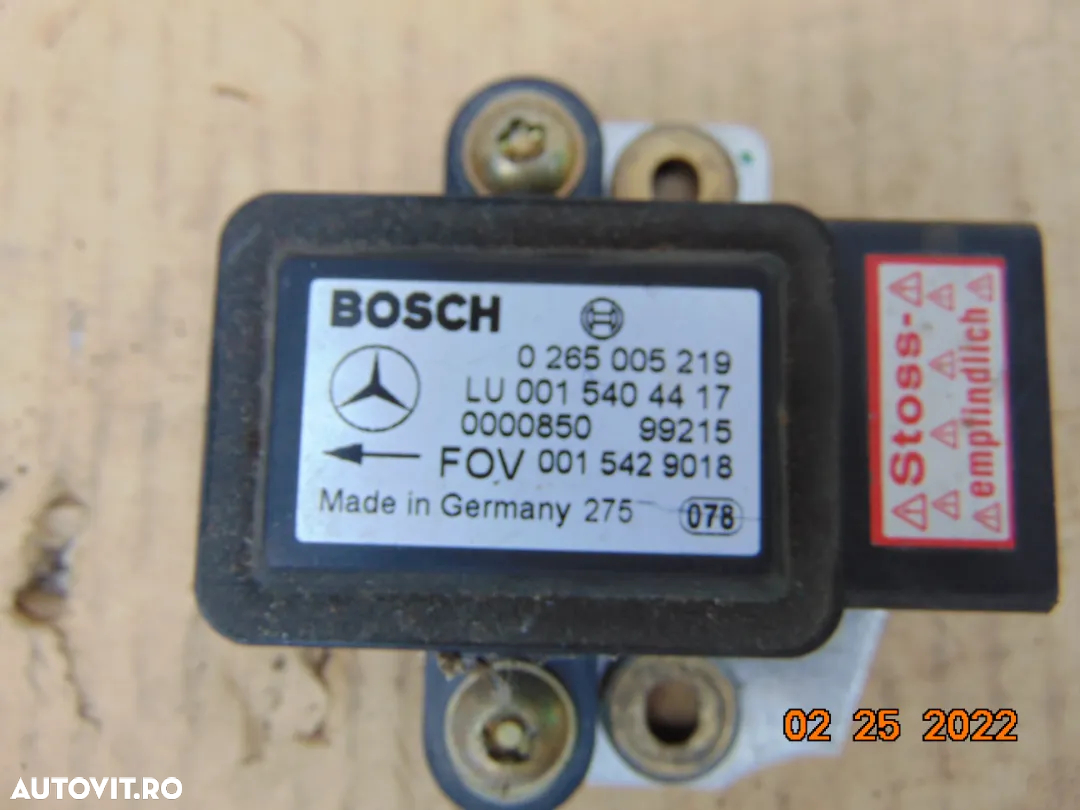 BOSCH
0 265 005 219
LU 001 540 44 17
0000850 99215
FOV 001 542 9018
Made in Germany 275 078
Stoss-
empfindlich
02 25 2022
AUTOVIT.RO